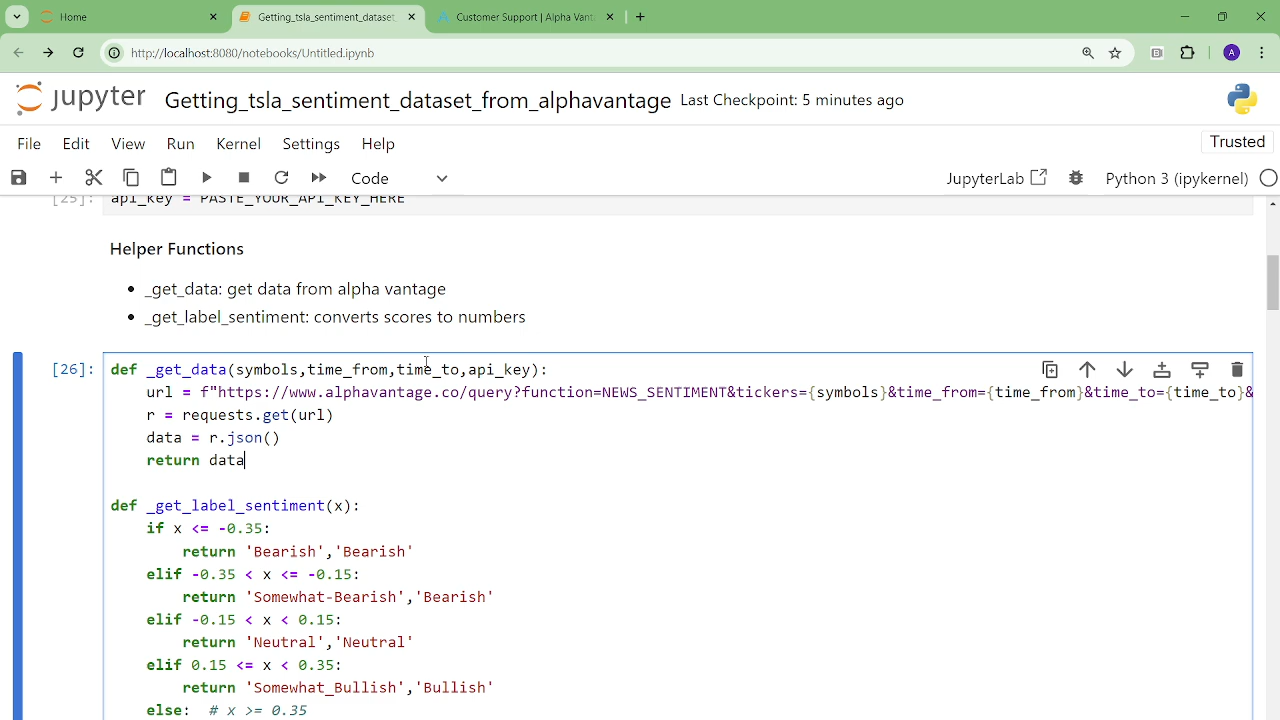 Home
Getting_tsla_sentiment_dataset
Customer Support | Alpha Vant
http://localhost:8080/notebooks/Untitled.ipynb
A
jupyter Getting_tsla_sentiment_dataset_from_alphavantage Last Checkpoint: 5 minutes ago
File Edit View Run Kernel Settings Help
Trusted
Code
JupyterLab
Python 3 (ipykernel)
[25]: api_key = PASTE_YOUR_API_KEY_HERE
Helper Functions
• _get_data: get data from alpha vantage
• _get_label_sentiment: converts scores to numbers
[26]: def _get_data(symbols,time_from,time_to,api_key):
url = f"https://www.alphavantage.co/query?function=NEWS_SENTIMENT&tickers={symbols}&time_from={time_from}&time_to={time_to}&
r = requests.get(url)
data = r.json()
return data
def _get_label_sentiment(x):
if x <= -0.35:
return 'Bearish','Bearish'
elif -0.35 < x <= -0.15:
return 'Somewhat-Bearish','Bearish'
elif -0.15 < x < 0.15:
return 'Neutral','Neutral'
elif 0.15 <= x < 0.35:
return 'Somewhat_Bullish','Bullish'
else: # x >= 0.35